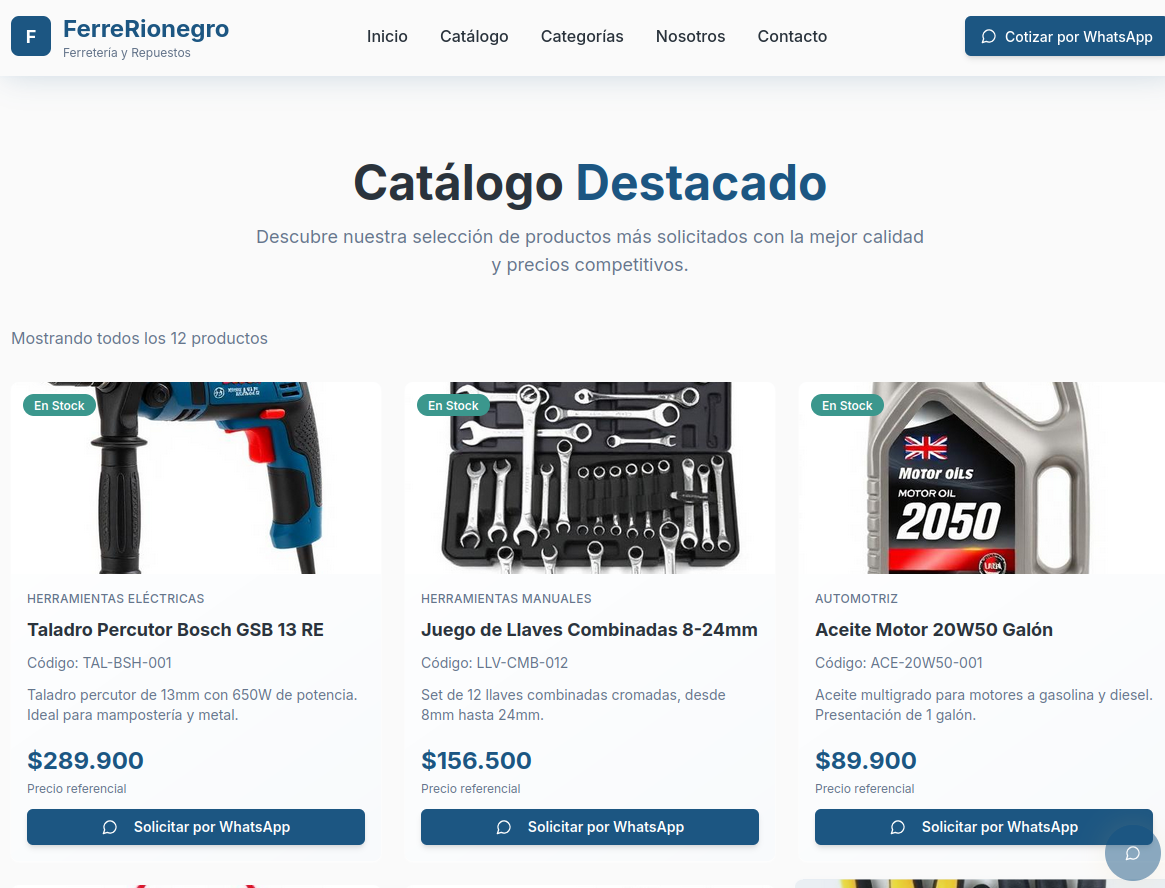 F
FerreRionegro
Ferretería y Repuestos
Inicio
Catálogo
Categorías
Nosotros
Contacto
Cotizar por WhatsApp
Catálogo Destacado
Descubre nuestra selección de productos más solicitados con la mejor calidad
y precios competitivos.
Mostrando todos los 12 productos
En Stock
HERRAMIENTAS ELÉCTRICAS
Taladro Percutor Bosch GSB 13 RE
Código: TAL-BSH-001
Taladro percutor de 13mm con 650W de potencia.
Ideal para mampostería y metal.
$289.900
Precio referencial
Solicitar por WhatsApp
En Stock
HERRAMIENTAS MANUALES
Juego de Llaves Combinadas 8-24mm
Código: LLV-CMB-012
Set de 12 llaves combinadas cromadas, desde
8mm hasta 24mm.
$156.500
Precio referencial
Solicitar por WhatsApp
En Stock
MOTOR OILS
MOTOR OIL
2050
AUTOMOTRIZ
Aceite Motor 20W50 Galón
Código: ACE-20W50-001
Aceite multigrado para motores a gasolina y diesel.
Presentación de 1 galón.
$89.900
Precio referencial
Solicitar por WhatsApp